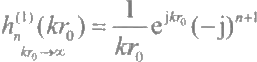 h_n^{(1)}(kr_0) = \frac{1}{kr_0} e^{jkr_0} (-j)^{n+1}
kr_0→∞